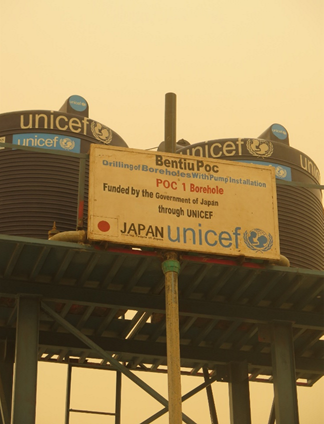 unicef
unicef
unicef
unicef
Bentiu Poc
Drilling of Boreholes With Pump Installation
POC 1 Borehole
Funded by the Government of Japan
through UNICEF
JAPAN unicef